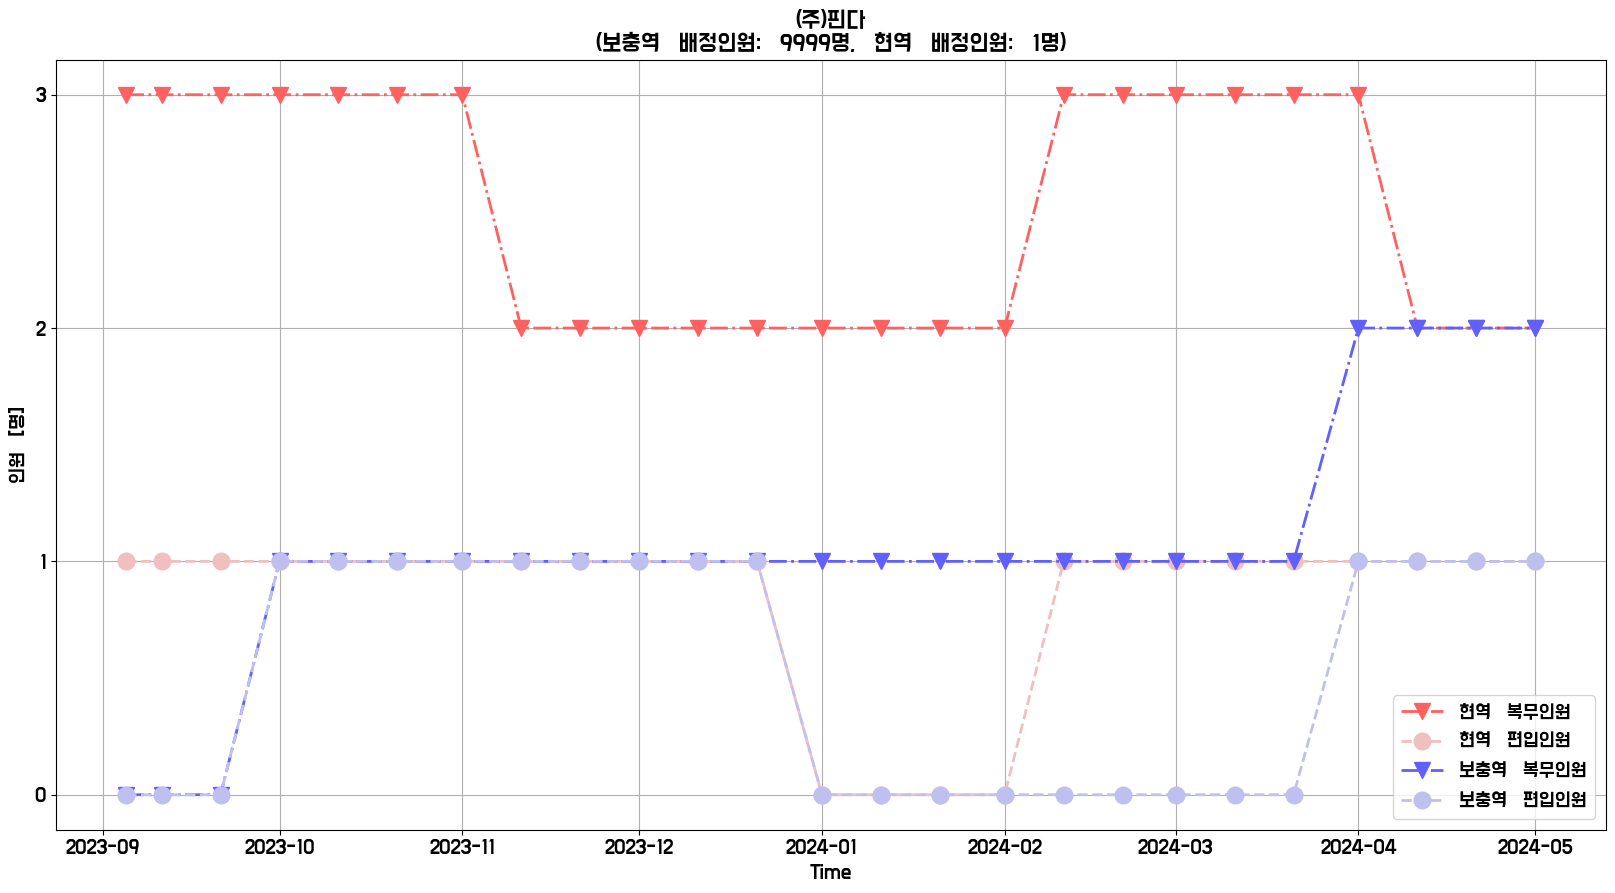 (주)핀다
(보충역 배정인원: 9999명, 현역 배정인원: 1명)
인원 [명]
3
2
1
0
2023-09 2023-10 2023-11 2023-12 2024-01 2024-02 2024-03 2024-04 2024-05
Time
현역 복무인원
현역 편입인원
보충역 복무인원
보충역 편입인원